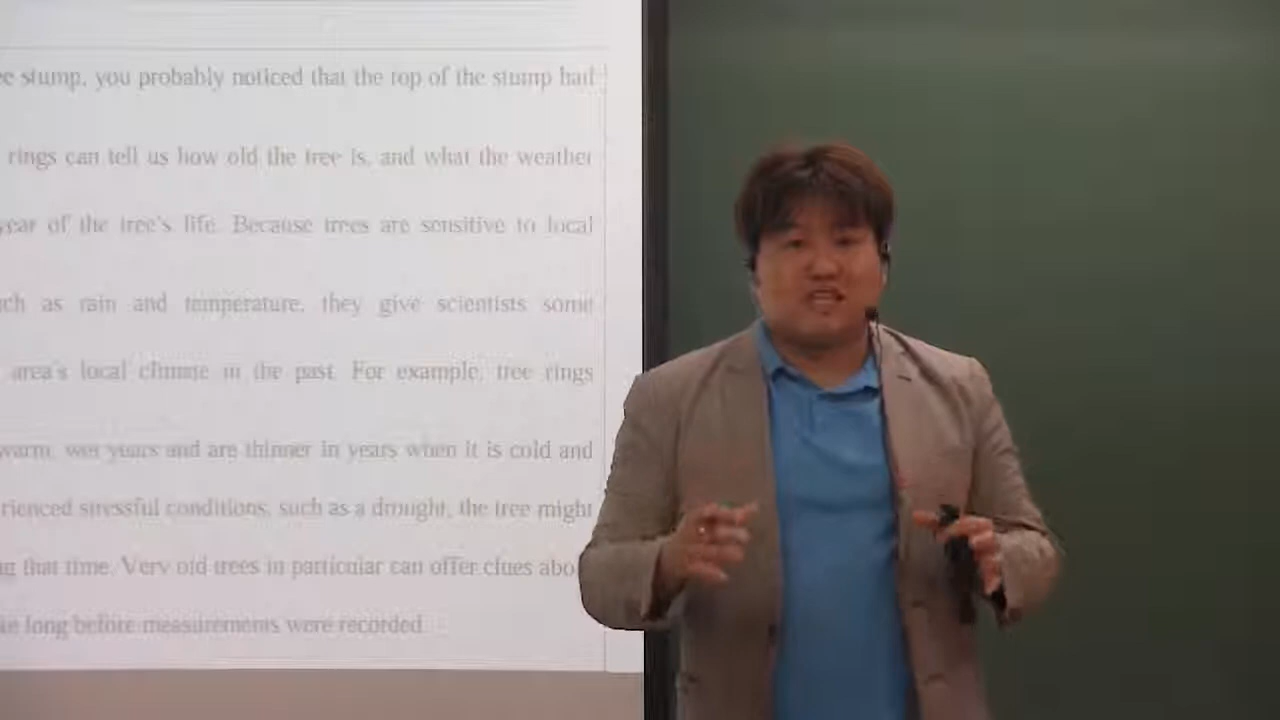 stump, you probably noticed that the top of the stump had
rings can tell us how old the tree is, and what the weather
year of the tree's life. Because trees are sensitive to local
as rain and temperature, they give scientists some
area's local climate in the past. For example, tree rings
warm, wet years and are thinner in years when it is cold and
stressful conditions, such as a drought, the tree might
that time. Very old trees in particular can offer clues abo
long before measurements were recorded.